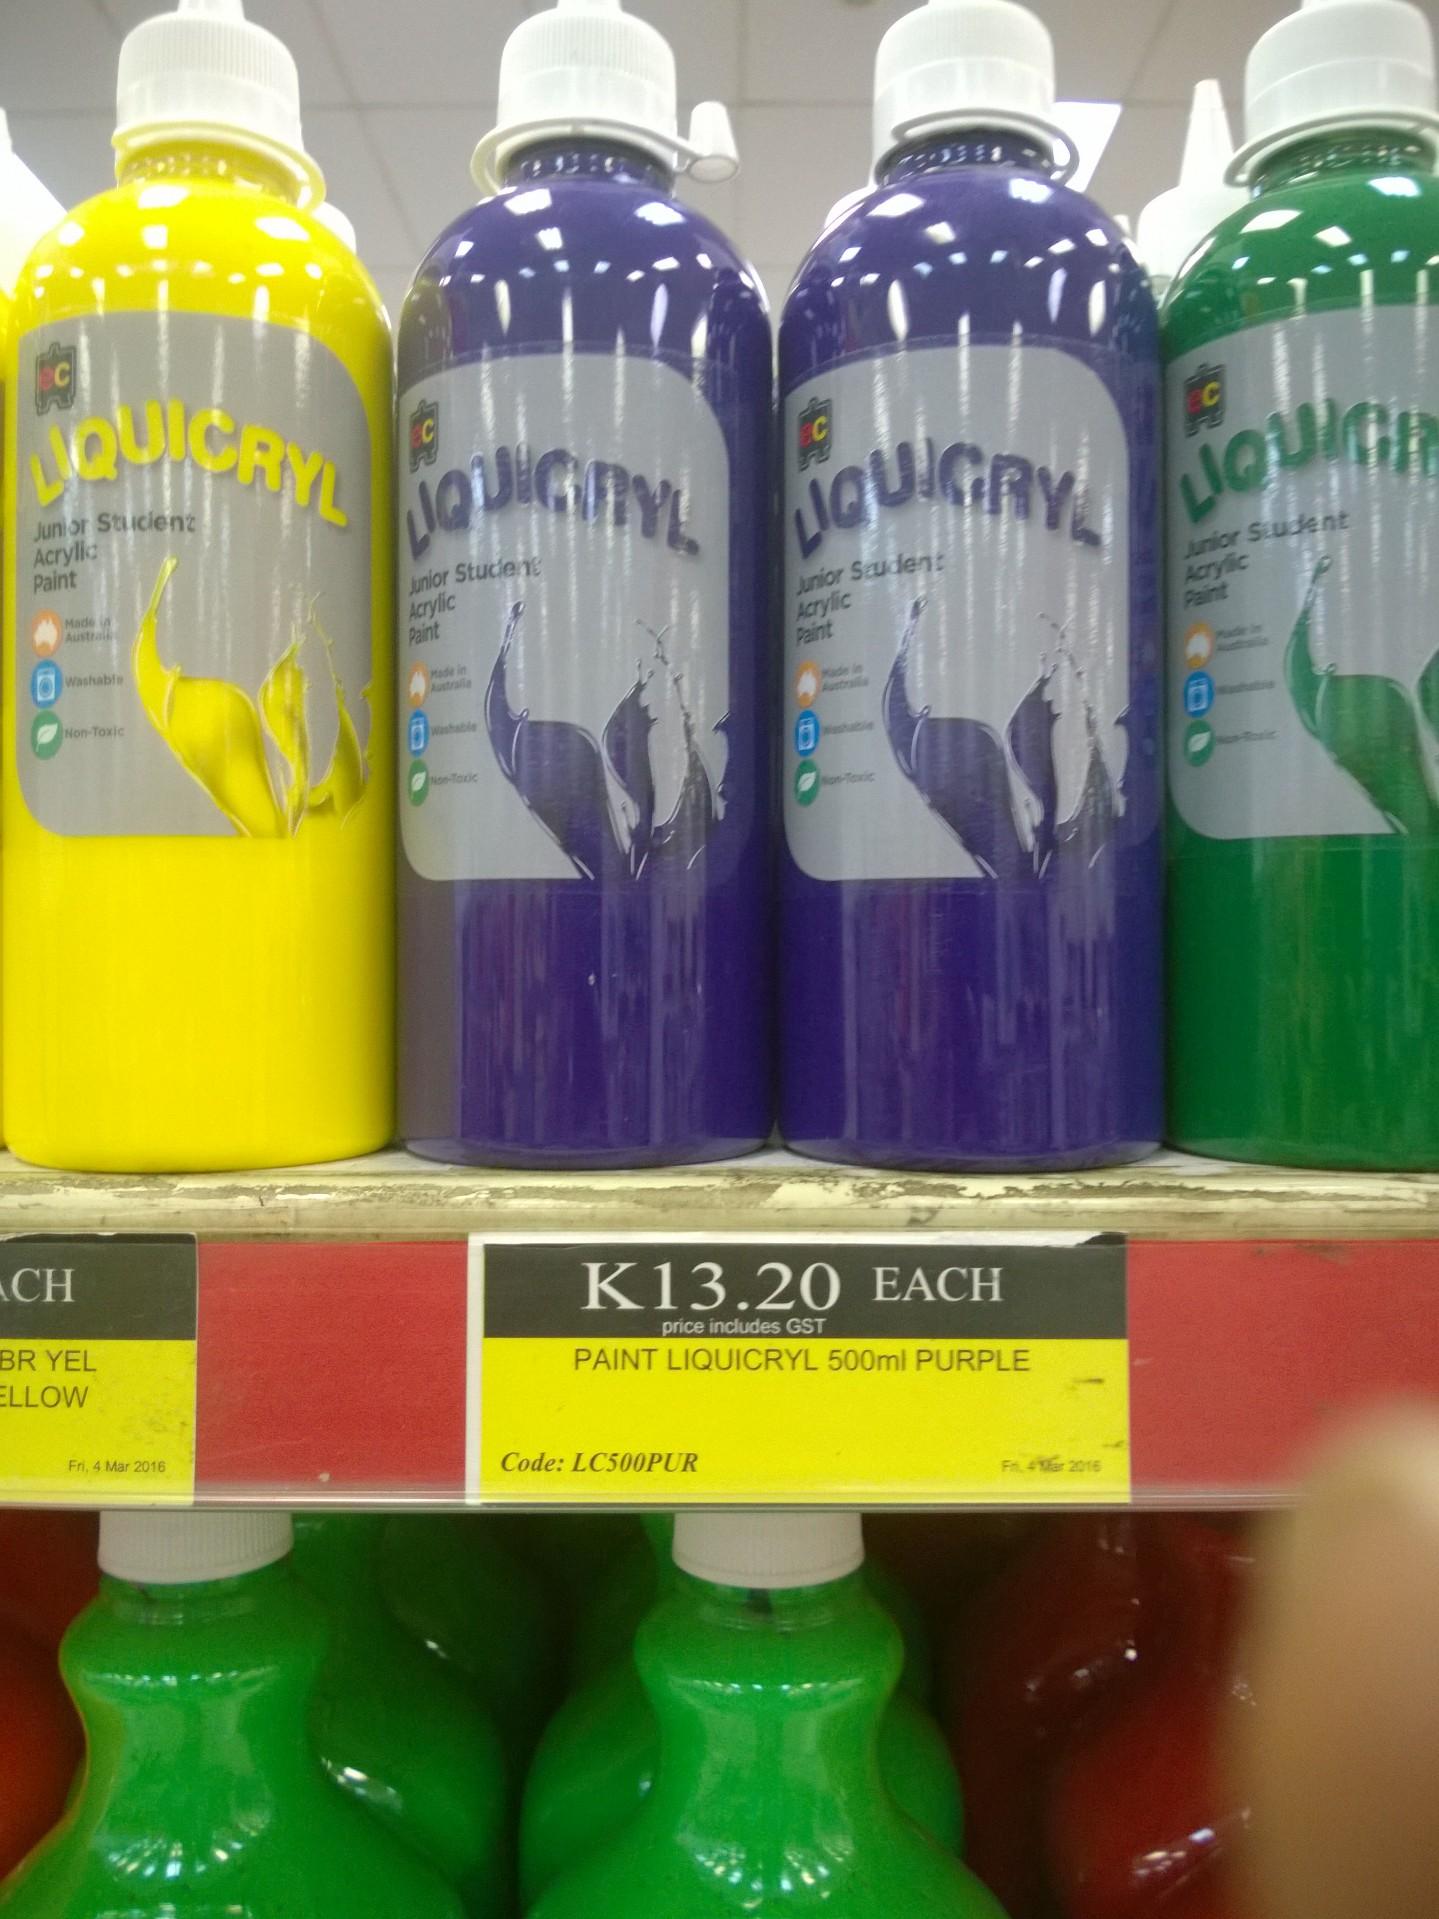 ec
LIQUICRYL
Junior Student
Acrylic
Paint
Made in
Australia
Washable
Non-Toxic
ec
LIQUICRYL
Junior Student
Acrylic
Paint
Made in
Australia
Washable
Non-Toxic
ec
LIQUICRYL
Junior Student
Acrylic
Paint
Made in
Australia
Washable
Non-Toxic
ec
LIQUICR
Junior Student
Acrylic
Paint
Made in
Australia
Washable
Non-Toxic
ACH
BR YEL
ELLOW
Fri, 4 Mar 2016
K13.20 EACH
price includes GST
PAINT LIQUICRYL 500ml PURPLE
Code: LC500PUR
Fri, 4 Mar 2016